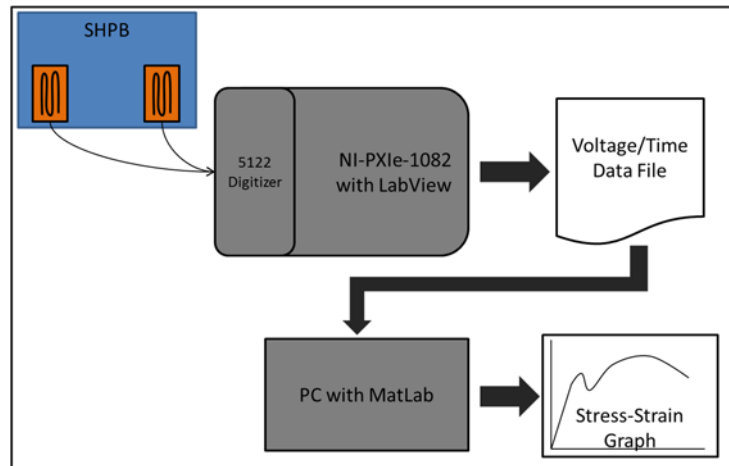 SHPB
5122
Digitizer
NI-PXIe-1082
with LabView
Voltage/Time
Data File
PC with MatLab
Stress-Strain
Graph